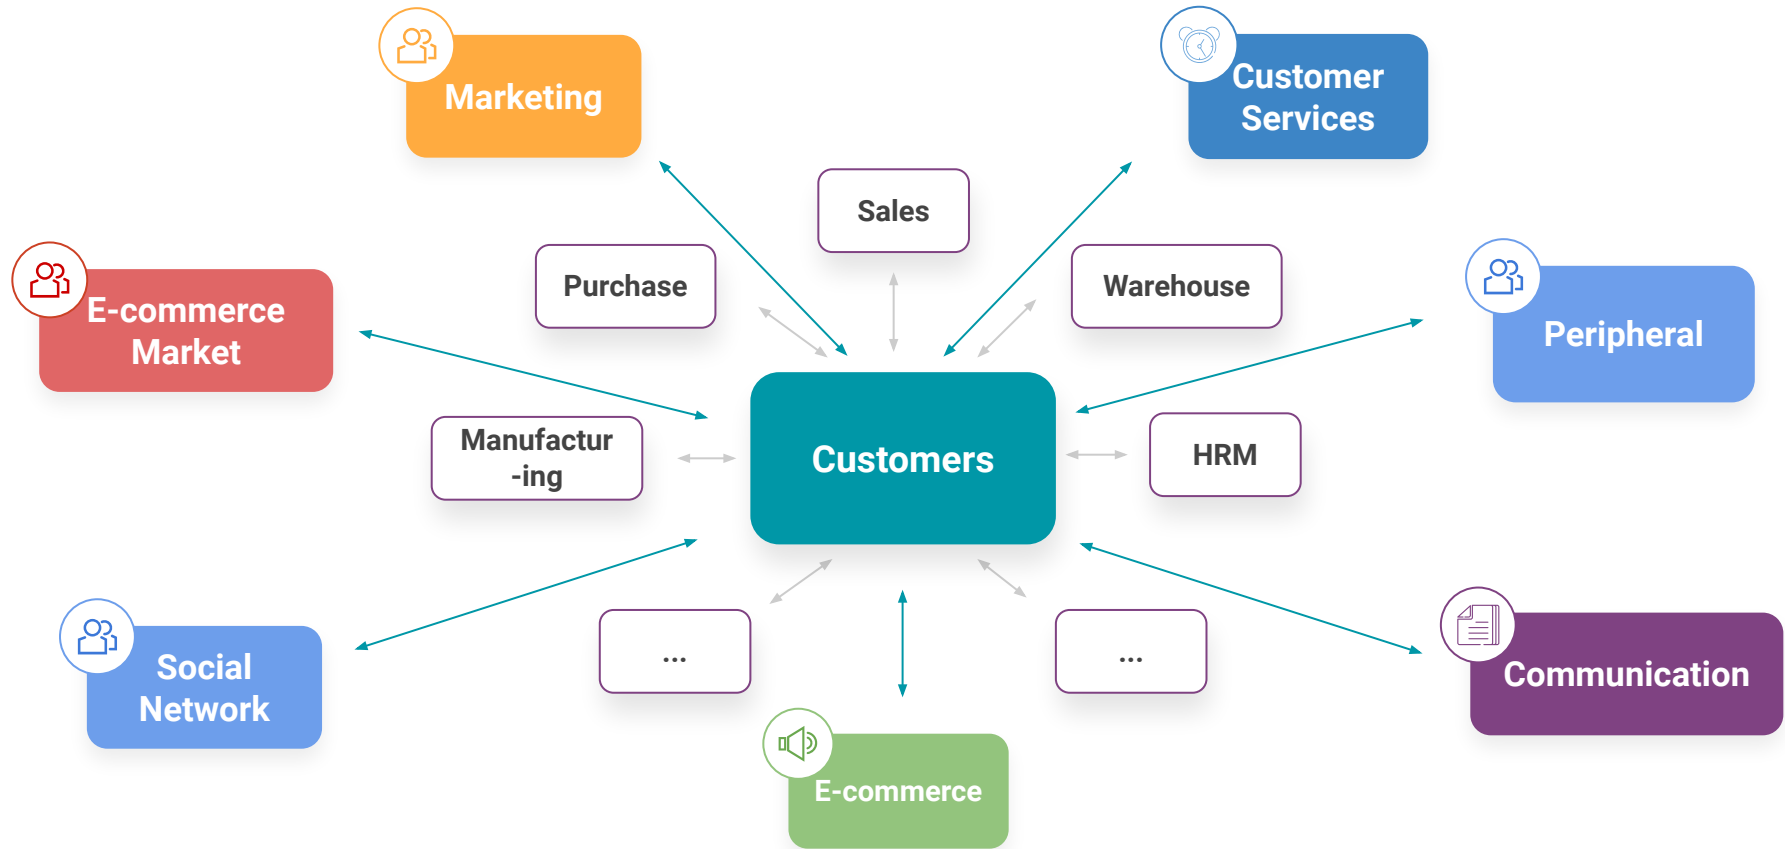 Marketing
Customer
Services
Sales
Purchase
Warehouse
E-commerce
Market
Peripheral
Manufactur
-ing
Customers
HRM
Social
Network
...
...
Communication
E-commerce